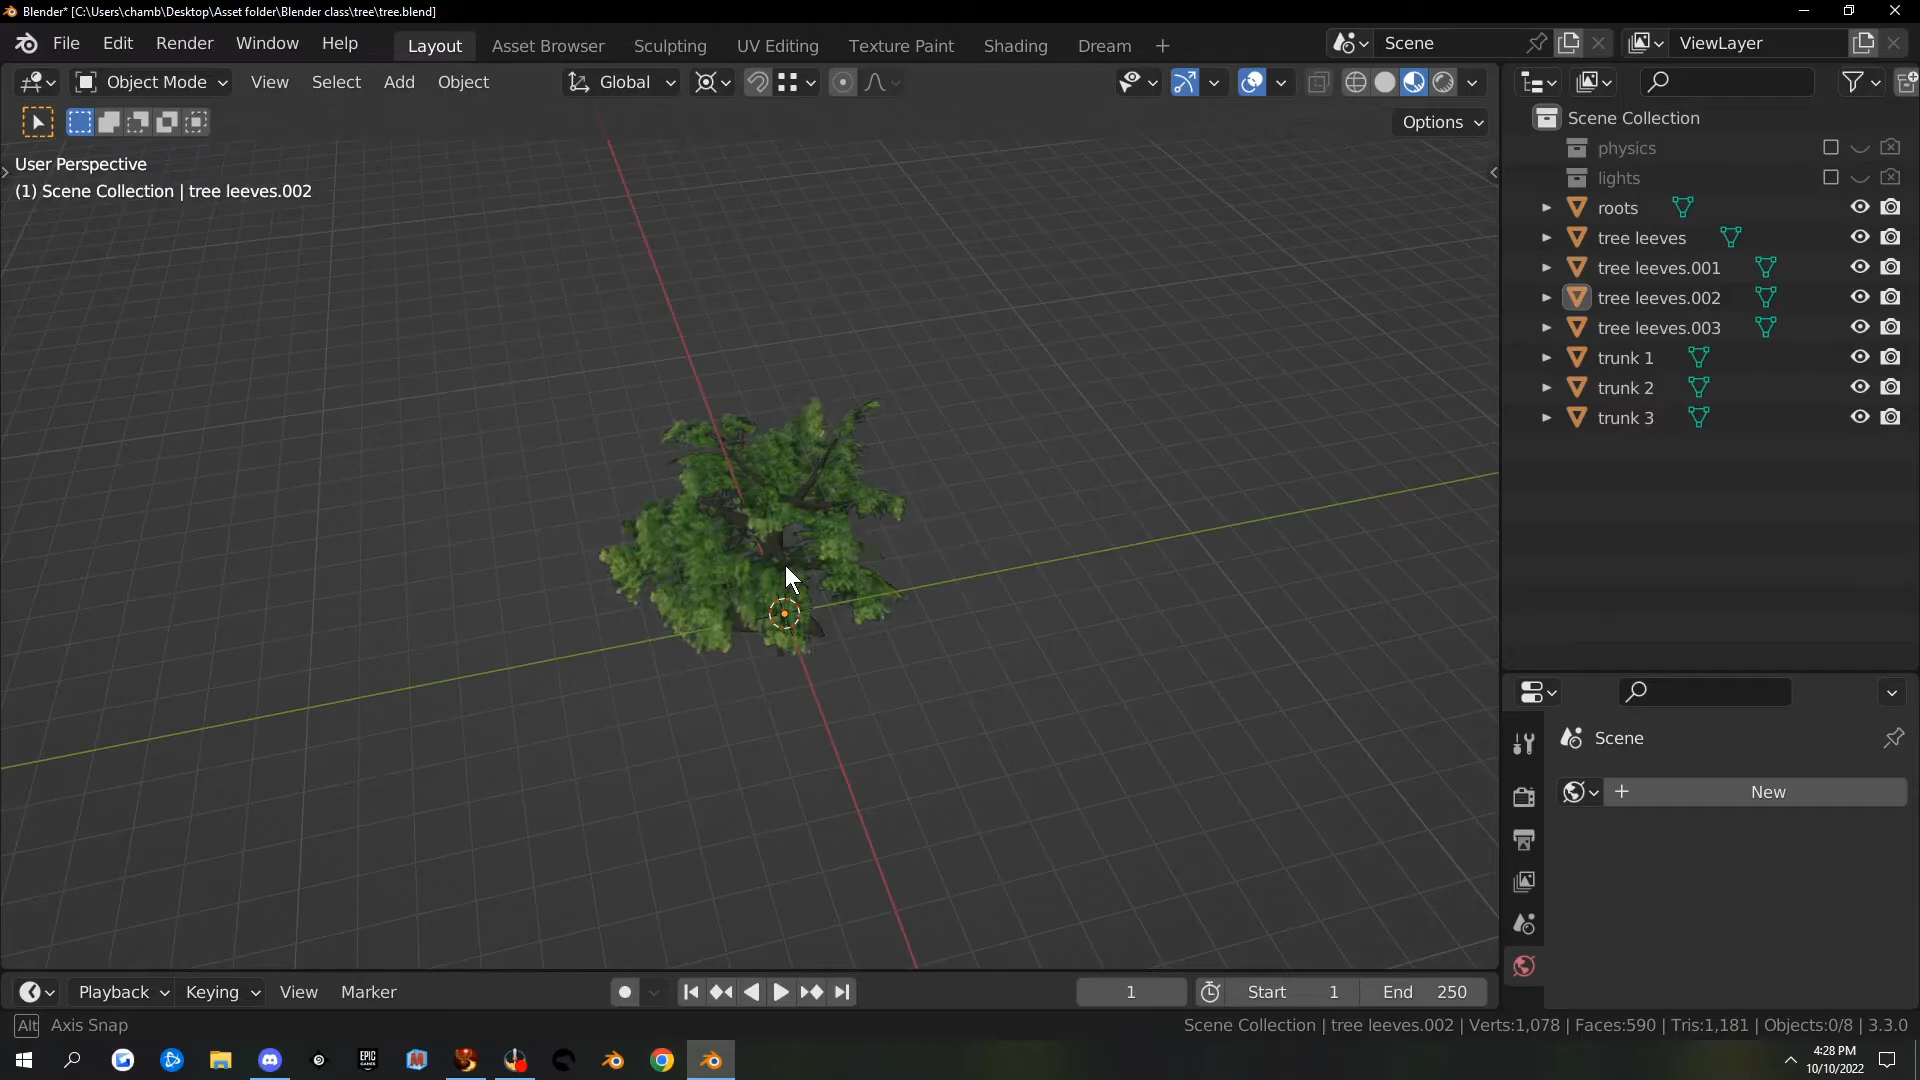 Blender* [C:\Users\chamb\Desktop\Asset folder\Blender class\tree\tree.blend]
File Edit Render Window Help Layout Asset Browser Sculpting UV Editing Texture Paint Shading Dream Scene ViewLayer
Object Mode View Select Add Object Global
Options
User Perspective
(1) Scene Collection | tree leeves.002
Scene Collection
physics
lights
roots
tree leeves
tree leeves.001
tree leeves.002
tree leeves.003
trunk 1
trunk 2
trunk 3
Scene
New
Playback Keying View Marker 1 Start 1 End 250
Alt Axis Snap Scene Collection | tree leeves.002 | Verts:1,078 | Faces:590 | Tris:1,181 | Objects:0/8 | 3.3.0
EPIC GAMES
4:28 PM
10/10/2022